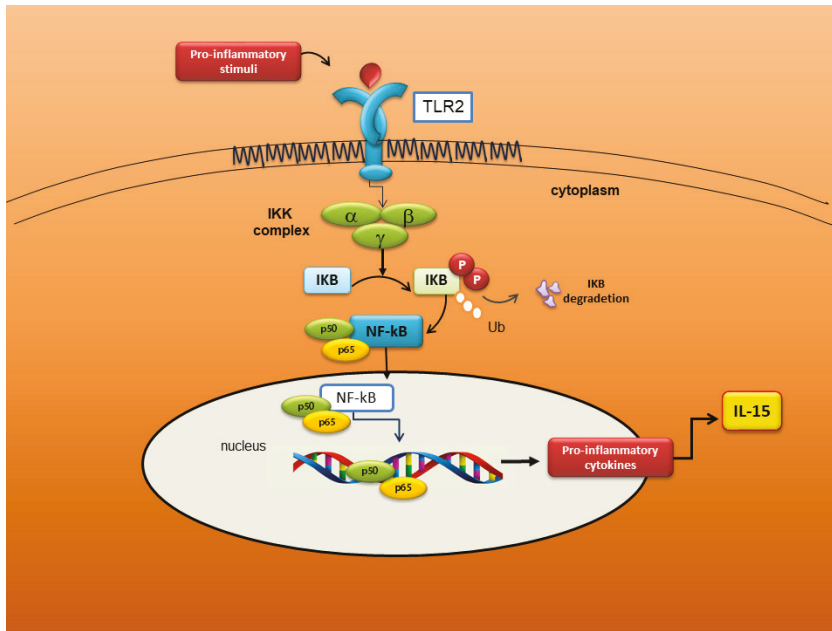 Pro-inflammatory
stimuli
TLR2
cytoplasm
IKK
complex
α
β
γ
IKB
IKB
P
P
IKB
degradetion
Ub
p50
NF-kB
p65
NF-kB
p50
p65
nucleus
p50
p65
Pro-inflammatory
cytokines
IL-15